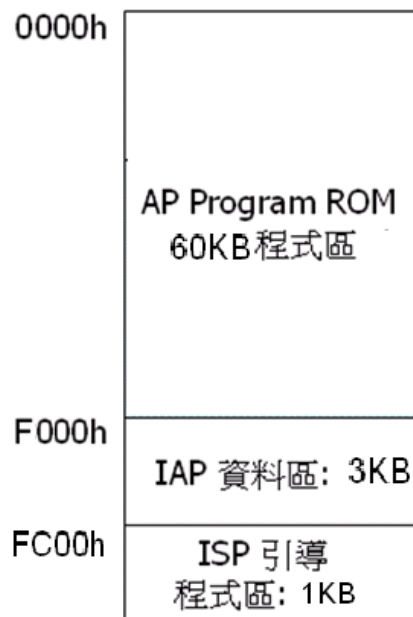 0000h
AP Program ROM
60KB程式區
F000h
IAP 資料區: 3KB
FC00h
ISP 引導
程式區: 1KB